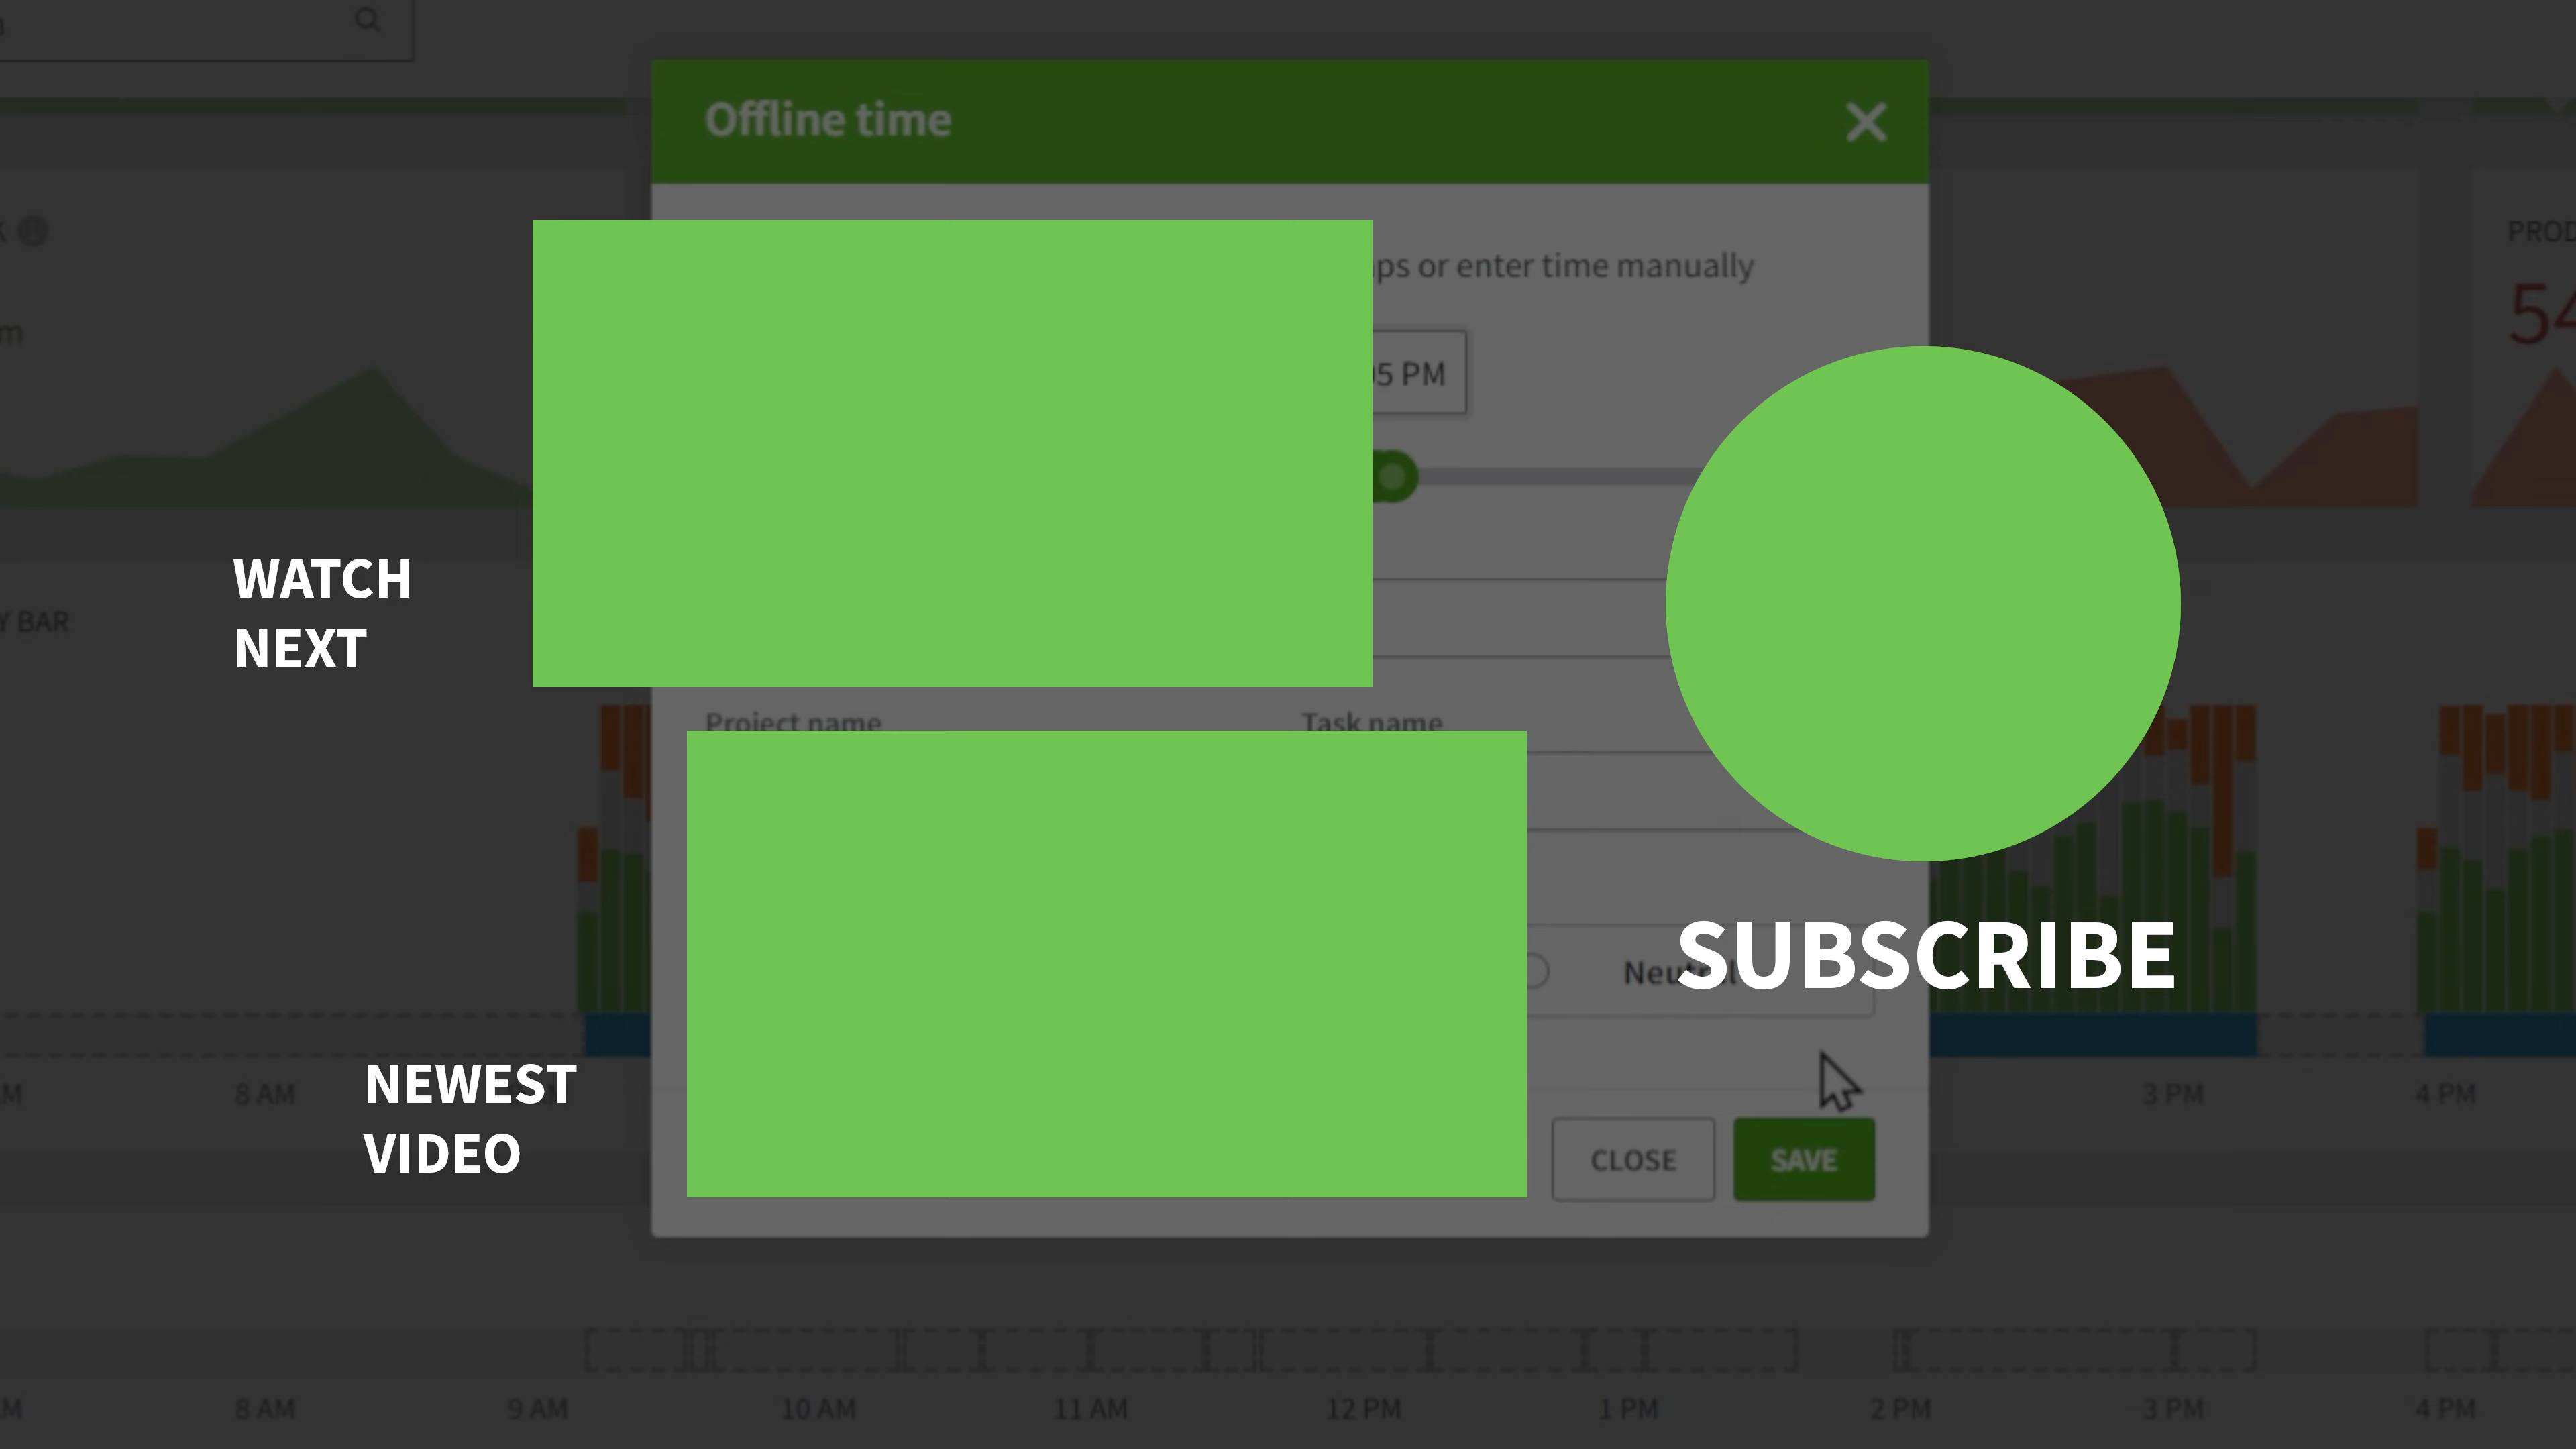 Offline time
or enter time manually
PM
WATCH
NEXT
BAR
Project name
Task name
SUBSCRIBE
NEWEST
VIDEO
8 AM
3 PM
4 PM
CLOSE
SAVE
8 AM
9 AM
10 AM
11 AM
12 PM
1 PM
2 PM
3 PM
4 PM